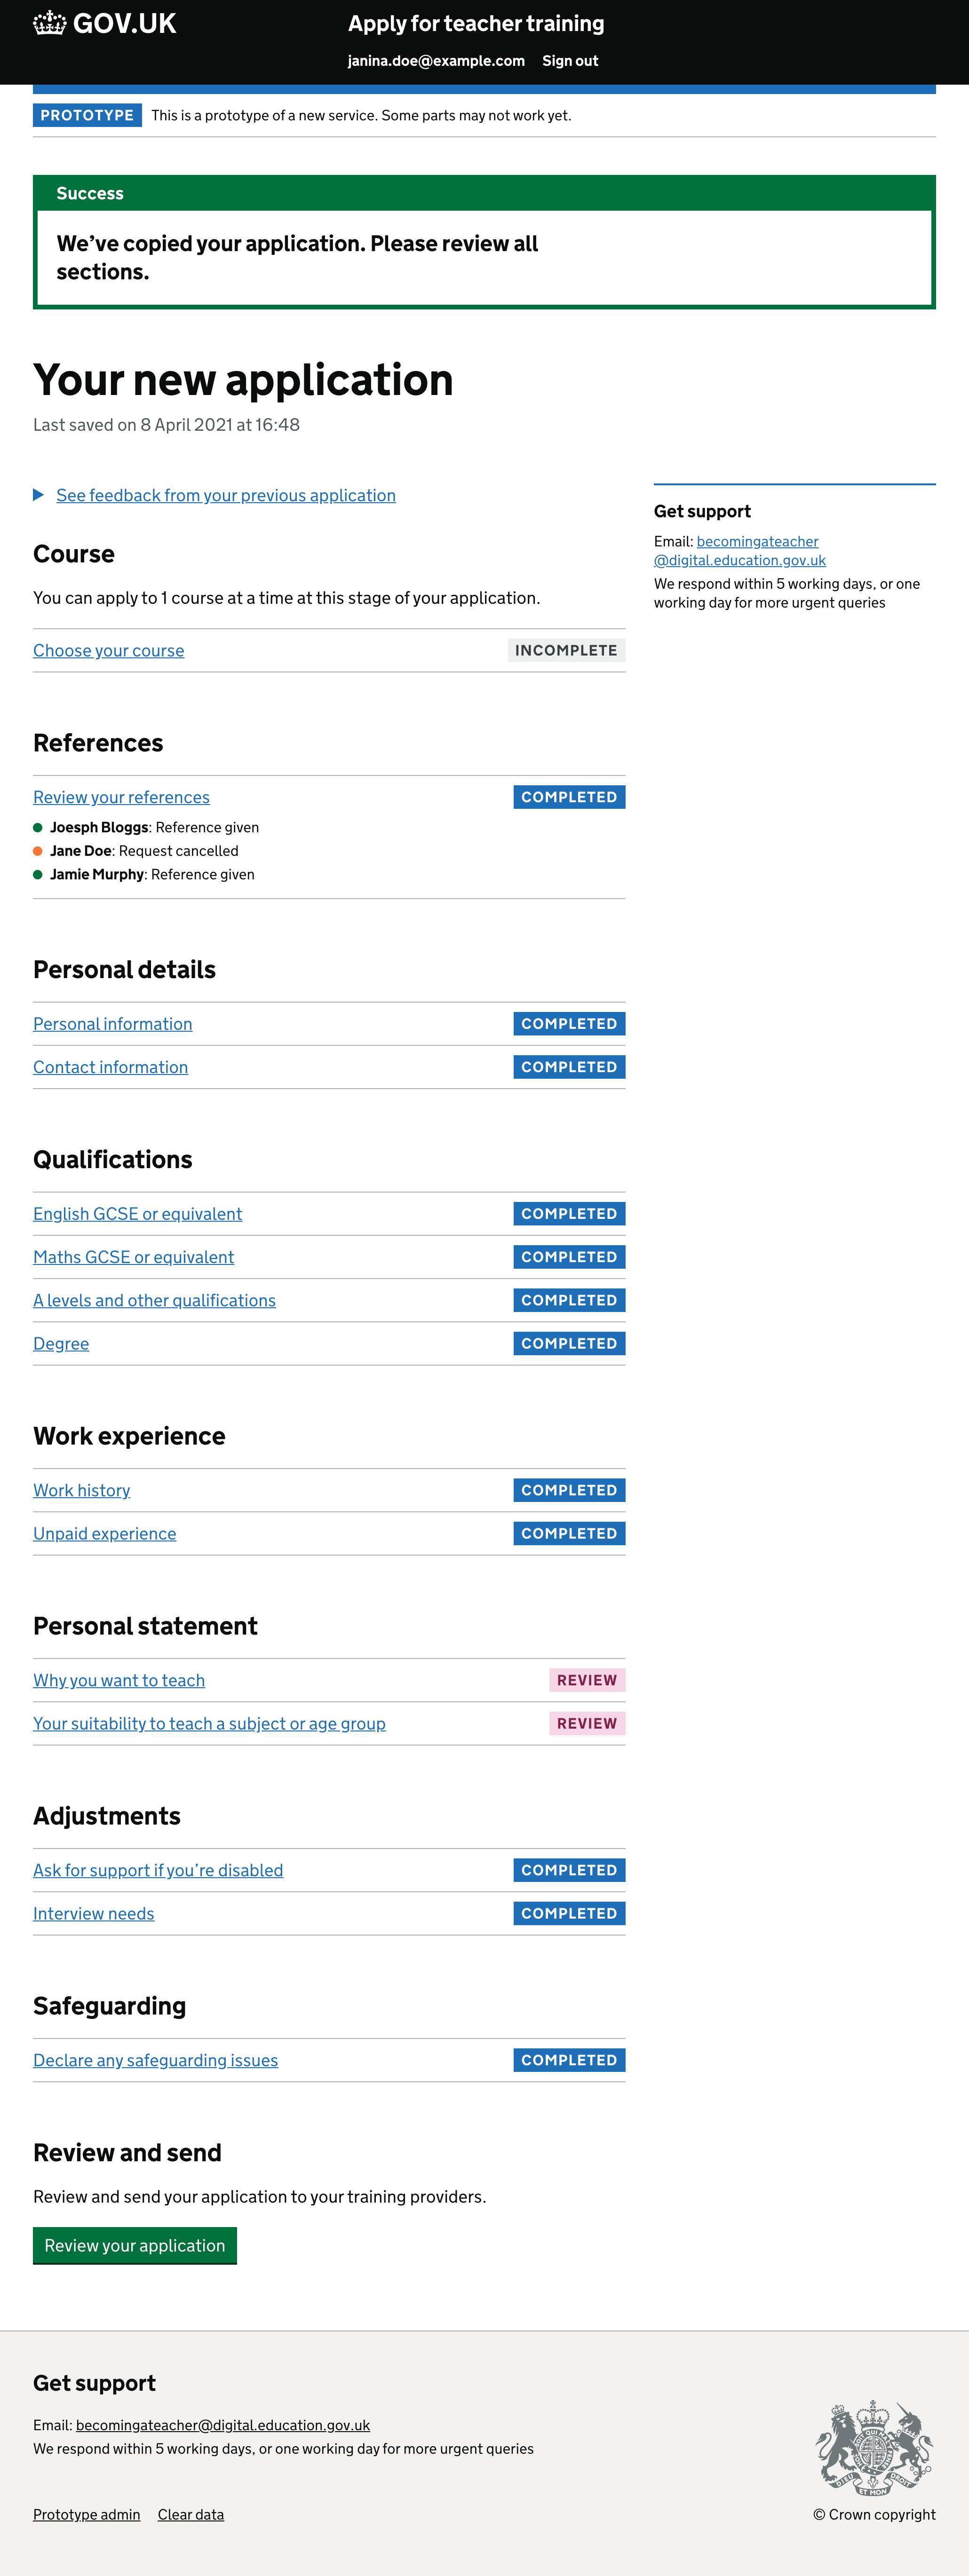 GOV.UK
Apply for teacher training
janina.doe@example.com Sign out
PROTOTYPE This is a prototype of a new service. Some parts may not work yet.
Success
We’ve copied your application. Please review all
sections.
Your new application
Last saved on 8 April 2021 at 16:48
See feedback from your previous application
Course
You can apply to 1 course at a time at this stage of your application.
Choose your course INCOMPLETE
References
Review your references COMPLETED
Joesph Bloggs: Reference given
Jane Doe: Request cancelled
Jamie Murphy: Reference given
Personal details
Personal information COMPLETED
Contact information COMPLETED
Qualifications
English GCSE or equivalent COMPLETED
Maths GCSE or equivalent COMPLETED
A levels and other qualifications COMPLETED
Degree COMPLETED
Work experience
Work history COMPLETED
Unpaid experience COMPLETED
Personal statement
Why you want to teach REVIEW
Your suitability to teach a subject or age group REVIEW
Adjustments
Ask for support if you’re disabled COMPLETED
Interview needs COMPLETED
Safeguarding
Declare any safeguarding issues COMPLETED
Review and send
Review and send your application to your training providers.
Review your application
Get support
Email: becomingateacher
@digital.education.gov.uk
We respond within 5 working days, or one
working day for more urgent queries
Get support
Email: becomingateacher@digital.education.gov.uk
We respond within 5 working days, or one working day for more urgent queries
Prototype admin Clear data
DIEU ET MON DROIT
© Crown copyright